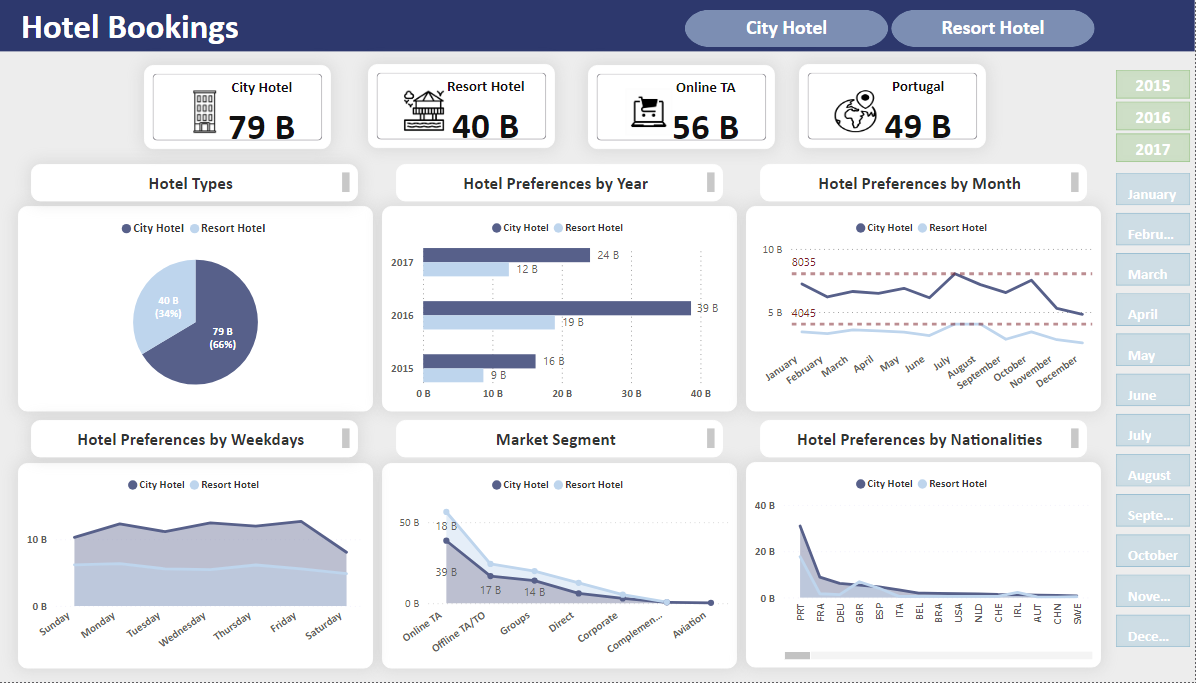 Hotel Bookings
City Hotel
Resort Hotel
City Hotel
79 B
Resort Hotel
40 B
Online TA
56 B
Portugal
49 B
2015
2016
2017
January
Febru...
March
April
May
June
July
August
Septe...
October
Nove...
Dece...
Hotel Types
City Hotel Resort Hotel
40 B
(34%)
79 B
(66%)
Hotel Preferences by Year
City Hotel Resort Hotel
2017
24 B
12 B
2016
39 B
19 B
2015
16 B
9 B
0 B 10 B 20 B 30 B 40 B
Hotel Preferences by Month
City Hotel Resort Hotel
10 B
8035
5 B
4045
January February March April May June July August September October November December
Hotel Preferences by Weekdays
City Hotel Resort Hotel
10 B
0 B
Sunday Monday Tuesday Wednesday Thursday Friday Saturday
Market Segment
City Hotel Resort Hotel
50 B
18 B
39 B
17 B
14 B
0 B
Online TA Offline TA/TO Groups Direct Corporate Complemen... Aviation
Hotel Preferences by Nationalities
City Hotel Resort Hotel
40 B
20 B
0 B
PRT FRA DEU GBR ESP ITA BEL BRA USA NLD CHE IRL AUT CHN SWE